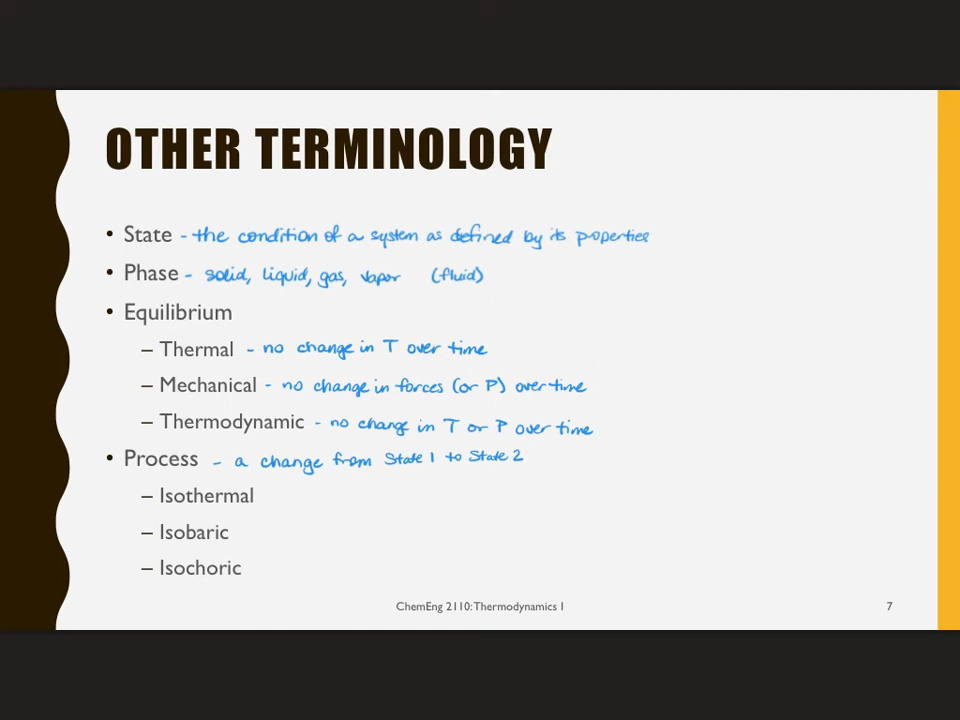 OTHER TERMINOLOGY
• State - the condition of a system as defined by its properties
• Phase - solid, liquid, gas, vapor (fluid)
• Equilibrium
– Thermal - no change in T over time
– Mechanical - no change in forces (or P) over time
– Thermodynamic - no change in T or P over time
• Process - a change from State 1 to State 2
– Isothermal
– Isobaric
– Isochoric
ChemEng 2110: Thermodynamics I 7